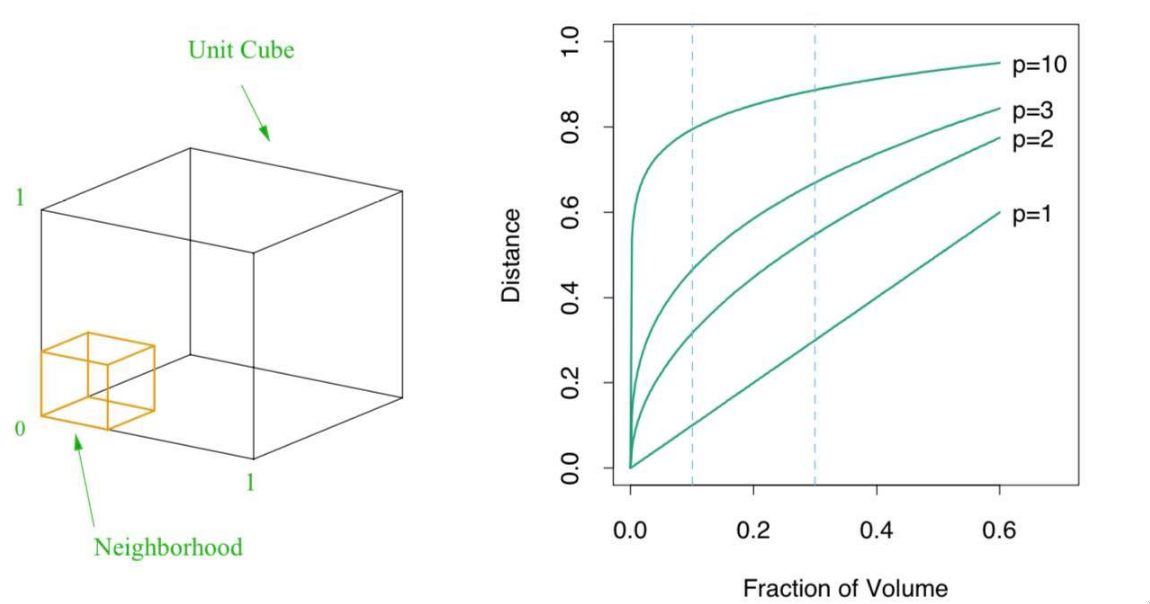 Unit Cube
1
0
1
Neighborhood
Distance
1.0
0.8
0.6
0.4
0.2
0.0
p=10
p=3
p=2
p=1
0.0 0.2 0.4 0.6
Fraction of Volume